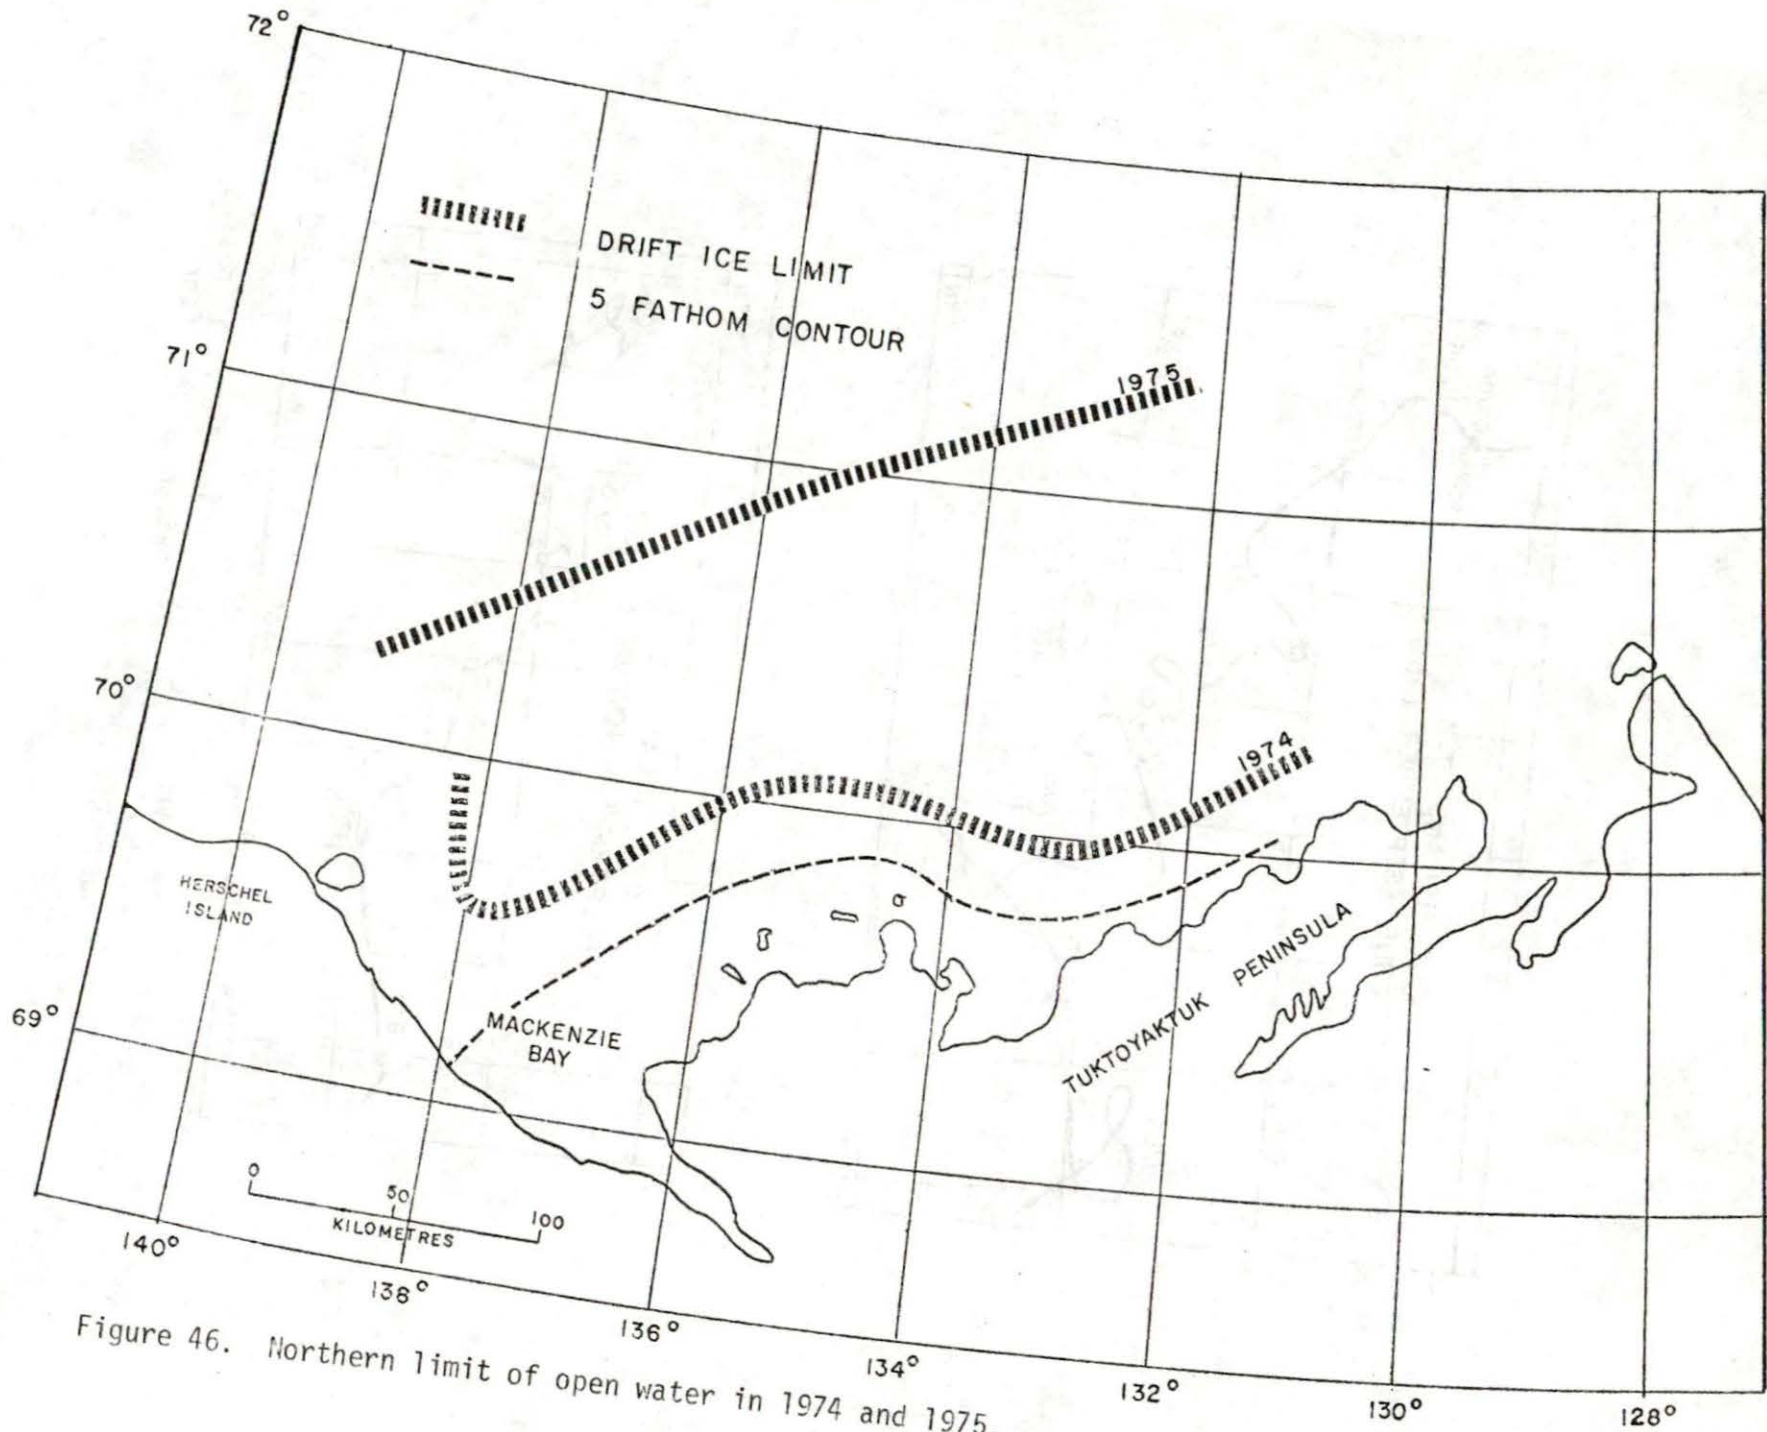 72°
DRIFT ICE LIMIT
5 FATHOM CONTOUR
71°
1975
70°
1974
HERSCHEL
ISLAND
TUKTOYAKTUK PENINSULA
69°
MACKENZIE
BAY
0 50 100
KILOMETRES
140°
138°
136°
134°
132°
130°
128°
Figure 46. Northern limit of open water in 1974 and 1975.